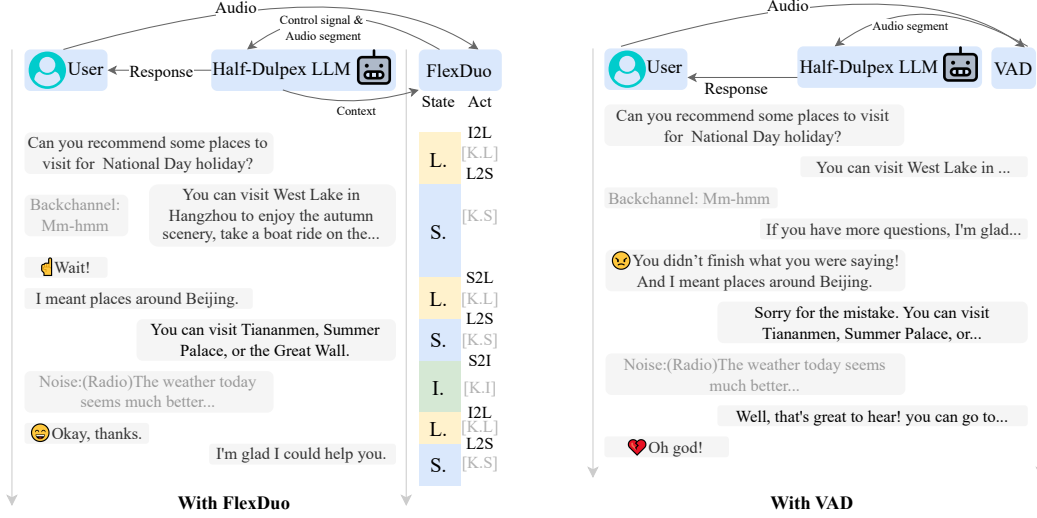 Audio
Control signal &
Audio segment
User
Response
Half-Dulpex LLM
FlexDuo
Context
State Act
Can you recommend some places to
visit for National Day holiday?
You can visit West Lake in
Hangzhou to enjoy the autumn
scenery, take a boat ride on the...
Backchannel:
Mm-hmm
Wait!
I meant places around Beijing.
You can visit Tiananmen, Summer
Palace, or the Great Wall.
Noise:(Radio)The weather today
seems much better...
Okay, thanks.
I'm glad I could help you.
I2L
L. [K.L]
L2S
S. [K.S]
S2L
L. [K.L]
L2S
S. [K.S]
S2I
I. [K.I]
I2L
L. [K.L]
L2S
S. [K.S]
With FlexDuo
Audio
Audio segment
User
Response
Half-Dulpex LLM
VAD
Can you recommend some places to visit
for National Day holiday?
You can visit West Lake in ...
Backchannel: Mm-hmm
If you have more questions, I'm glad...
You didn't finish what you were saying!
And I meant places around Beijing.
Sorry for the mistake. You can visit
Tiananmen, Summer Palace, or...
Noise:(Radio)The weather today seems
much better...
Well, that's great to hear! you can go to...
Oh god!
With VAD